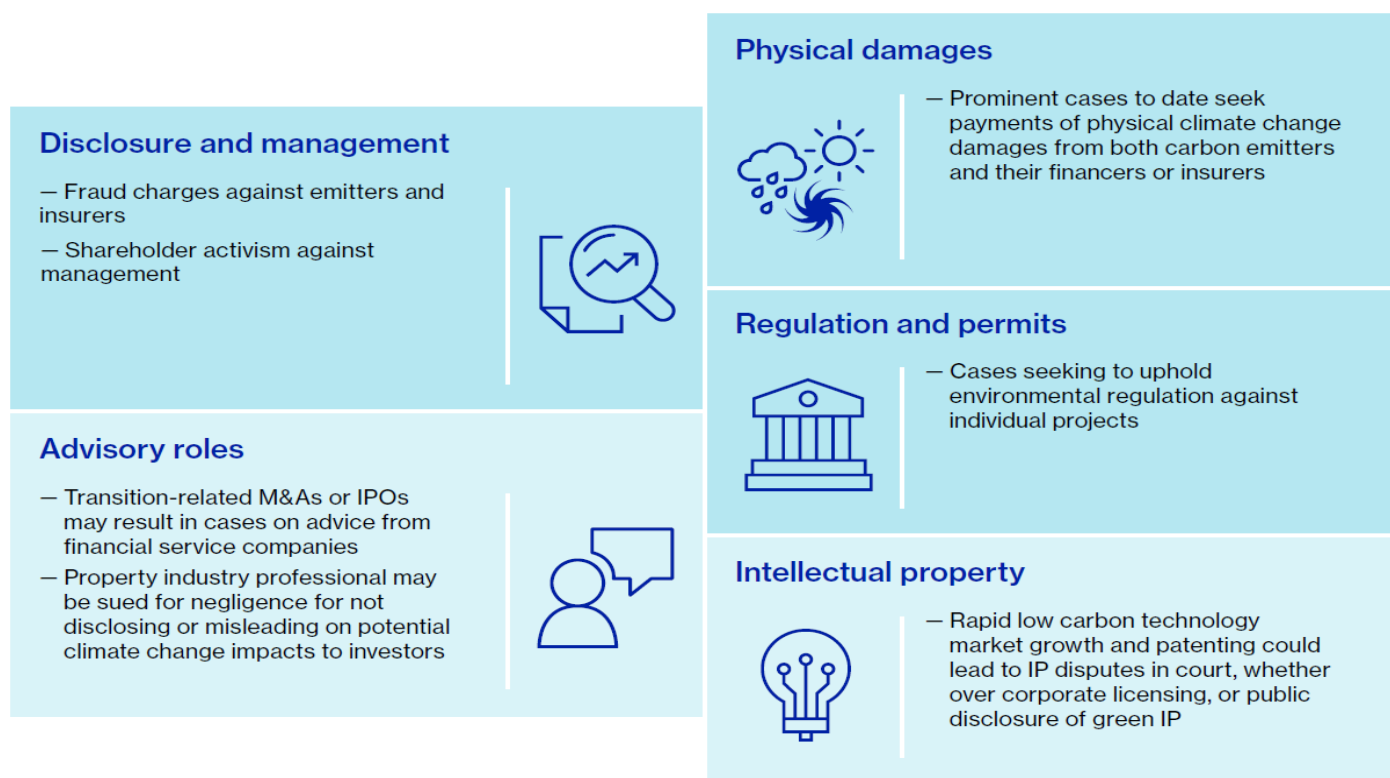 Disclosure and management
— Fraud charges against emitters and
insurers
— Shareholder activism against
management
Advisory roles
— Transition-related M&As or IPOs
may result in cases on advice from
financial service companies
— Property industry professional may
be sued for negligence for not
disclosing or misleading on potential
climate change impacts to investors
Physical damages
— Prominent cases to date seek
payments of physical climate change
damages from both carbon emitters
and their financers or insurers
Regulation and permits
— Cases seeking to uphold
environmental regulation against
individual projects
Intellectual property
— Rapid low carbon technology
market growth and patenting could
lead to IP disputes in court, whether
over corporate licensing, or public
disclosure of green IP